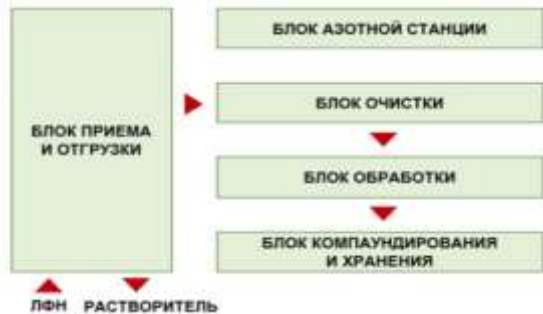 БЛОК АЗОТНОЙ СТАНЦИИ
БЛОК ПРИЕМА
И ОТГРУЗКИ
БЛОК ОЧИСТКИ
БЛОК ОБРАБОТКИ
БЛОК КОМПАУНДИРОВАНИЯ
И ХРАНЕНИЯ
ЛФН РАСТВОРИТЕЛЬ